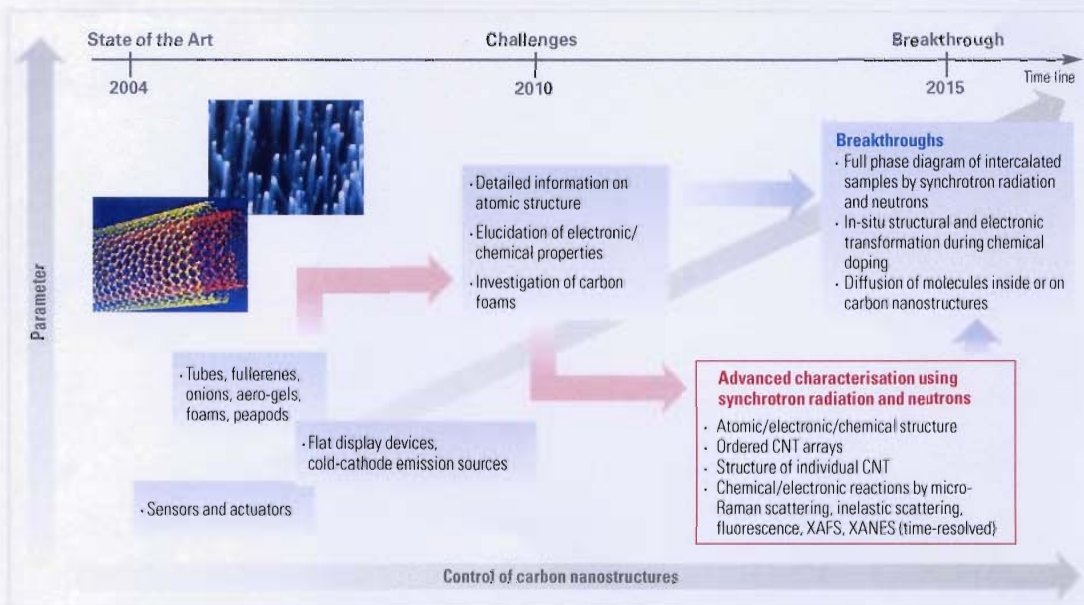 State of the Art
Challenges
Breakthrough
2004
2010
2015
Time line
Parameter
· Tubes, fullerenes,
onions, aero-gels,
foams, peapods
· Flat display devices,
cold-cathode emission sources
· Sensors and actuators
· Detailed information on
atomic structure
· Elucidation of electronic/
chemical properties
· Investigation of carbon
foams
Breakthroughs
· Full phase diagram of intercalated
samples by synchrotron radiation
and neutrons
· In-situ structural and electronic
transformation during chemical
doping
· Diffusion of molecules inside or on
carbon nanostructures
Advanced characterisation using
synchrotron radiation and neutrons
· Atomic/electronic/chemical structure
· Ordered CNT arrays
· Structure of individual CNT
· Chemical/electronic reactions by micro-
Raman scattering, inelastic scattering,
fluorescence, XAFS, XANES (time-resolved)
Control of carbon nanostructures